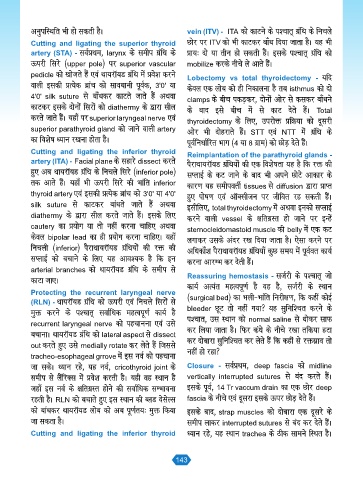 अनुपस्थिति भी हो सकती है।
Cutting and ligating the superior thyroid
artery (STA) - सर्वप्रथम, larynx के समीप ग्रंथि के
ऊपरी सिरे (upper pole) पर superior vascular
pedicle को खोजते हैं एवं थायरॉयड ग्रंथि में प्रवेश करने
वाली इसकी प्रत्येक ब्रांच को सावधानी पूर्वक, 3'0' या
4'0' silk suture से बाँधकर काटते जाते हैं अथवा
काटकर इसके दोनों सिरों को diathermy के द्वारा सील
करते जाते हैं। यहाँ पर superior laryngeal nerve एवं
superior parathyroid gland को जाने वाली artery
का विशेष ध्यान रखना होता है।
Cutting and ligating the inferior thyroid
artery (ITA) - Facial plane के सहारे dissect करते
हुए अब थायरॉयड ग्रंथि के निचले सिरे (inferior pole)
तक आते हैं। यहाँ भी ऊपरी सिरे की भांति inferior
thyroid artery एवं इसकी प्रत्येक ब्रांच को 3'0' या 4'0'
silk suture से काटकर बांधते जाते हैं अथवा
diathermy के द्वारा सील करते जाते हैं। इसके लिए
cautery का प्रयोग या तो नहीं करना चाहिए अथवा
केवल bipolar lead का ही प्रयोग करना चाहिए। यहाँ
निचली (inferior) पैराथायरॉयड ग्रंथियों की रक्त की
सप्लाई को बचाने के लिए यह आवश्यक है कि इन
arterial branches को थायरॉयड ग्रंथि के समीप से
काटा जाए।
Protecting the recurrent laryngeal nerve
(RLN) - थायरॉयड ग्रंथि को ऊपरी एवं निचले सिरों से
मुक्त करने के पश्चात् सर्वाधिक महत्वपूर्ण कार्य है
recurrent laryngeal nerve को पहचानना एवं उसे
बचाना। थायरॉयड ग्रंथि को lateral aspect से dissect
out करते हुए उसे medially rotate कर लेते हैं जिससे
tracheo-esophageal grrove में इस नर्व को पहचाना
जा सके। ध्यान रहे, यह नर्व, cricothyroid joint के
समीप से लैरिंक्स में प्रवेश करती है। यही वह स्थान है
जहाँ इस नर्व के क्षतिग्रस्त होने की सर्वाधिक सम्भावना
रहती है। RLN को बचाते हुए इस स्थान की ब्लड वेसेल्स
को बांधकर थायरॉयड लोब को अब पूर्णतयः मुक्त किया
जा सकता है।
Cutting and ligating the inferior thyroid
vein (ITV) - ITA को काटने के पश्चात् ग्रंथि के निचले
छोर पर ITV को भी काटकर बाँध दिया जाता है। यह भी
प्रायः दो या तीन हो सकती हैं। इसके पश्चात् ग्रंथि को
mobilize करके नीचे ले आते हैं।
Lobectomy vs total thyroidectomy - यदि
केवल एक लोब को ही निकालना है तब isthmus को दो
clamps के बीच पकड़कर, दोनों ओर से कसकर बांधने
के बाद इसे बीच में से काट देते हैं। Total
thyroidectomy के लिए, उपरोक्त प्रक्रिया को दूसरी
ओर भी दोहराते हैं। STT एवं NTT में ग्रंथि के
पूर्वनिर्धारित भाग (4 या 8 ग्राम) को छोड़ देते हैं।
Reimplantation of the parathyroid glands -
पैराथायरॉयड ग्रंथियों की एक विशेषता यह है कि रक्त की
सप्लाई के कट जाने के बाद भी अपने छोटे आकार के
कारण यह समीपवर्ती tissues से diffusion द्वारा प्राप्त
हुए पोषण एवं ऑक्सीजन पर जीवित रह सकती हैं।
इसीलिए, total thyroidectomy में अथवा इनको सप्लाई
करने वाली vessel के क्षतिग्रस्त हो जाने पर इन्हें
sternocleidomastoid muscle की belly में एक कट
लगाकर उसके अंदर रख दिया जाता है। ऐसा करने पर
अधिकांश पैराथायरॉयड ग्रंथियाँ कुछ समय में पूर्ववत कार्य
करना आरम्भ कर देती हैं।
Reassuring hemostasis - सर्जरी के पश्चात् जो
कार्य अत्यंत महत्वपूर्ण है वह है, सर्जरी के स्थान
(surgical bed) का भली-भांति निरीक्षण, कि कहीं कोई
bleeder छूट तो नहीं गया? यह सुनिश्चित करने के
पश्चात, उस स्थान को normal saline से धोकर साफ
कर लिया जाता है। फिर कंधे के नीचे रखा तकिया हटा
कर दोबारा सुनिश्चित कर लेते हैं कि कहीं से रक्तस्राव तो
नहीं हो रहा?
Closure - सर्वप्रथम, deep fascia को midline
vertically interrupted sutures से बंद करते हैं।
इसके पूर्व, 14 Tr vaccum drain का एक छोर deep
fascia के नीचे एवं दूसरा इसके ऊपर छोड़ देते हैं।
इसके बाद, strap muscles को दोबारा एक दूसरे के
समीप लाकर interrupted sutures से बंद कर देते हैं।
ध्यान रहे, यह स्थान trachea के ठीक सामने स्थित है।
143